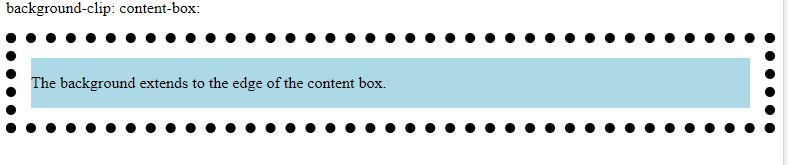 background-clip: content-box:
The background extends to the edge of the content box.